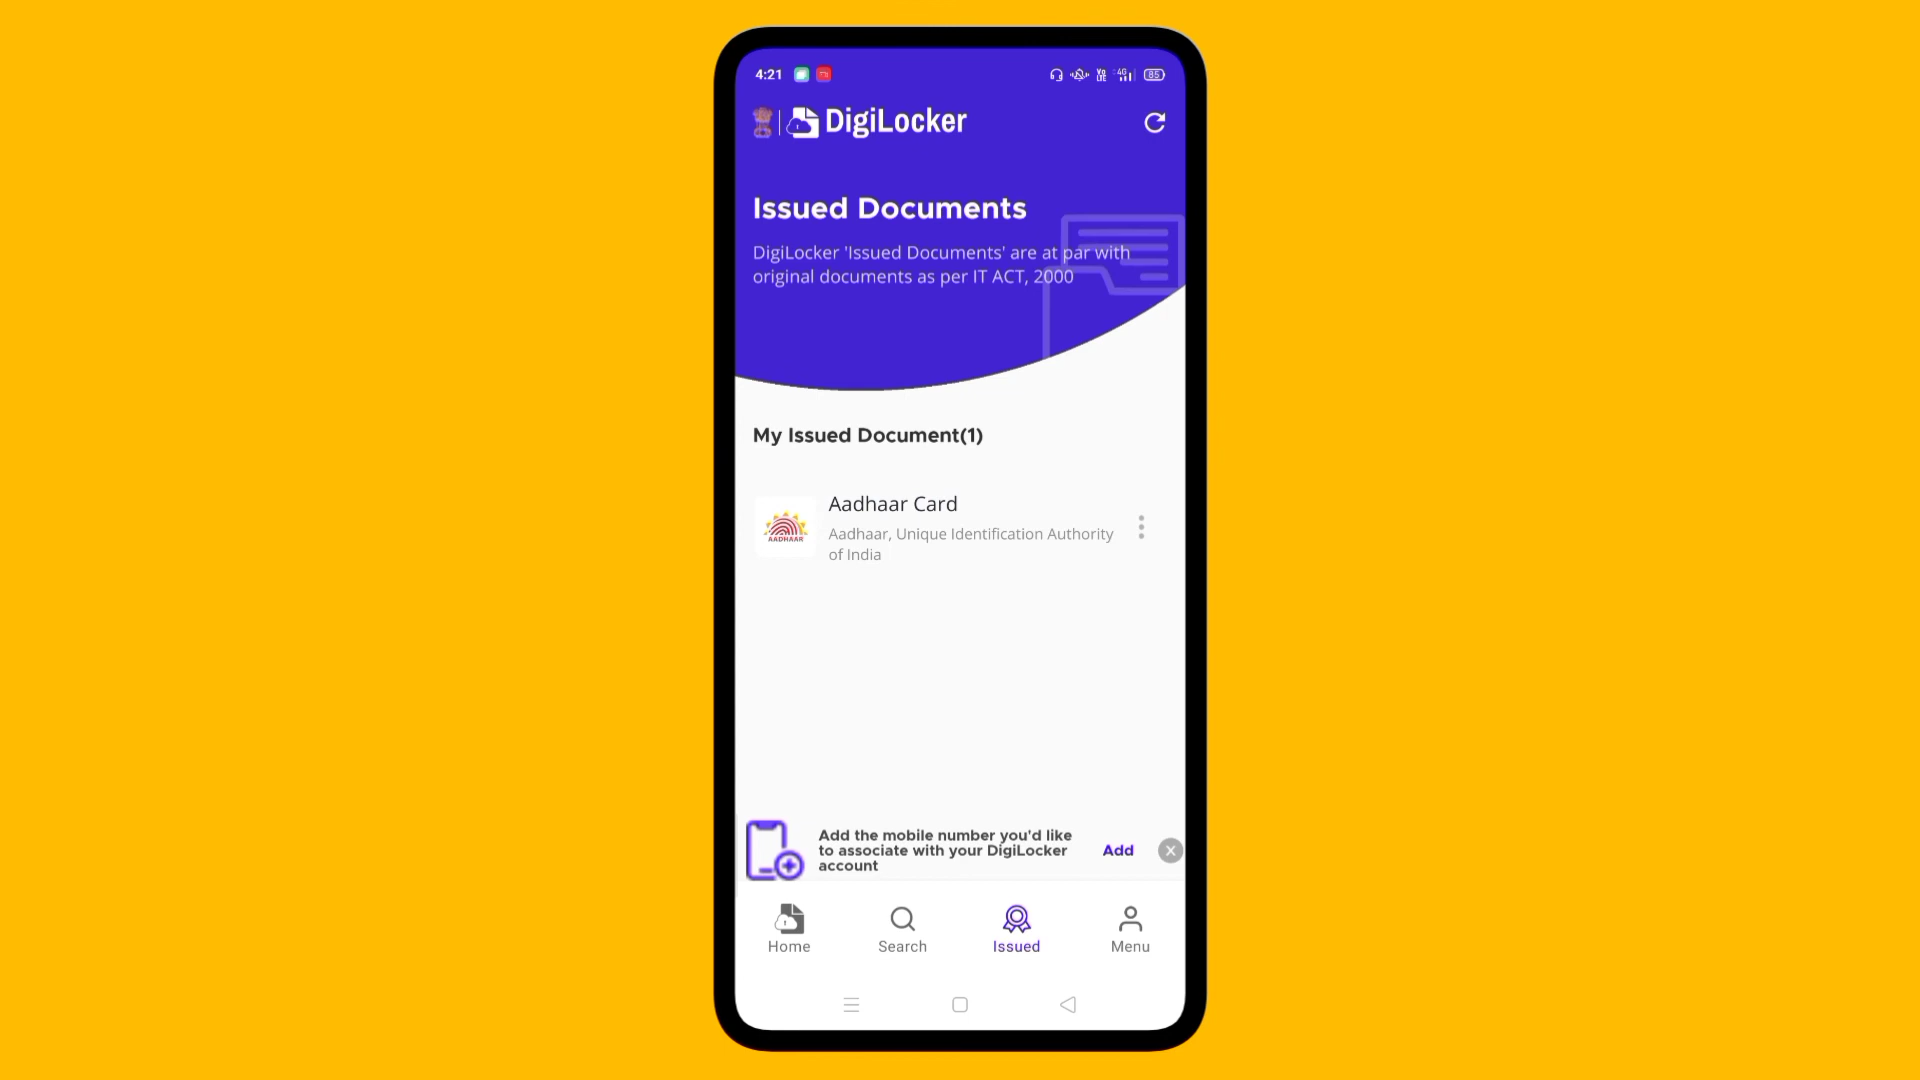 4:21
85
DigiLocker
Issued Documents
DigiLocker 'Issued Documents' are at par with
original documents as per IT ACT, 2000
My Issued Document(1)
Aadhaar Card
AADHAAR
Aadhaar, Unique Identification Authority
of India
Add the mobile number you'd like
to associate with your DigiLocker
account
Add
X
Home
Search
Issued
Menu